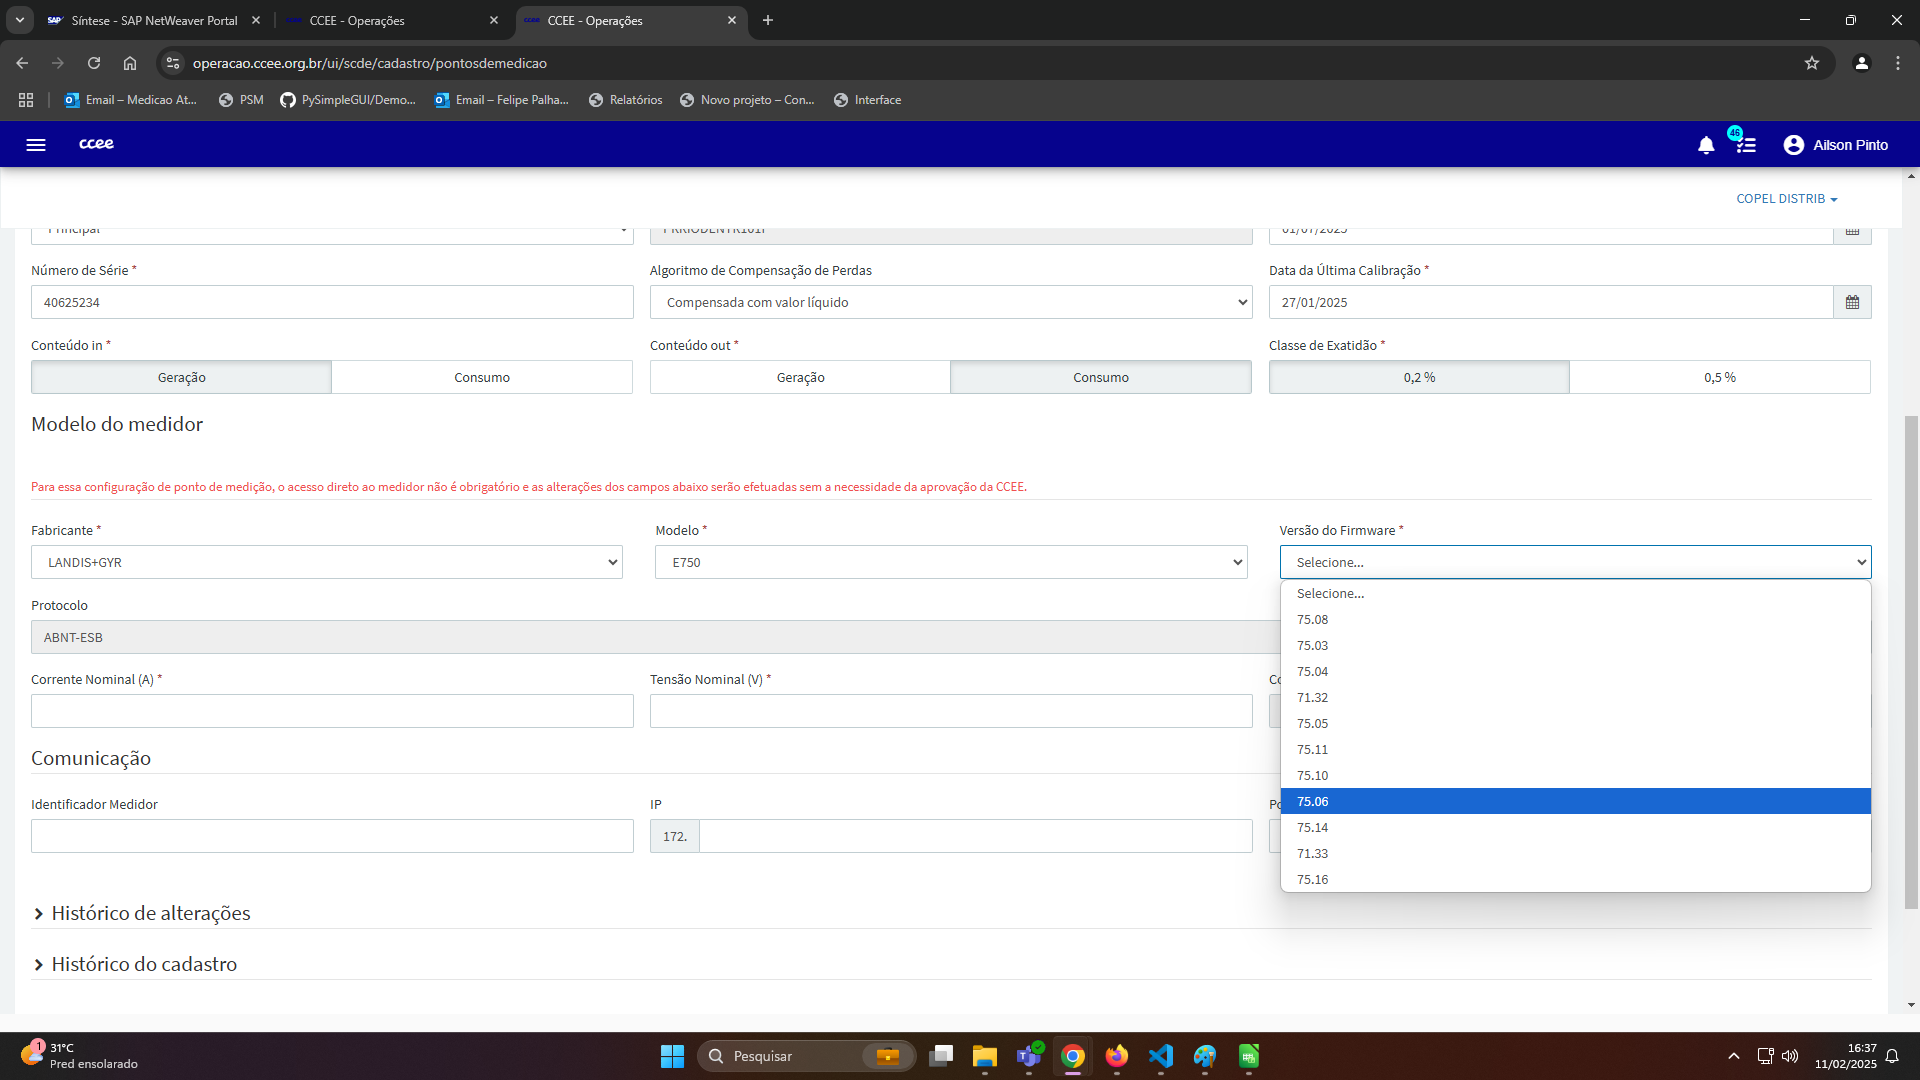 Síntese - SAP NetWeaver Portal
CCEE - Operações
CCEE - Operações
operacao.ccee.org.br/ui/scde/cadastro/pontosdemedicao
Email – Medicao At...
PSM
PySimpleGUI/Demo...
Email – Felipe Palha...
Relatórios
Novo projeto – Con...
Interface
ccee
46
Ailson Pinto
COPEL DISTRIB
Principal
01/07/2025
Número de Série *
Algoritmo de Compensação de Perdas
Data da Última Calibração *
40625234
Compensada com valor líquido
27/01/2025
Conteúdo in *
Conteúdo out *
Classe de Exatidão *
Geração
Consumo
Geração
Consumo
0,2 %
0,5 %
Modelo do medidor
Para essa configuração de ponto de medição, o acesso direto ao medidor não é obrigatório e as alterações dos campos abaixo serão efetuadas sem a necessidade da aprovação da CCEE.
Fabricante *
Modelo *
Versão do Firmware *
LANDIS+GYR
E750
Selecione...
Selecione...
75.08
75.03
75.04
71.32
75.05
75.11
75.10
75.06
75.14
71.33
75.16
Protocolo
ABNT-ESB
Corrente Nominal (A) *
Tensão Nominal (V) *
Comunicação
Identificador Medidor
IP
172.
Histórico de alterações
Histórico do cadastro
1
31°C
Pred ensolarado
Pesquisar
16:37
11/02/2025